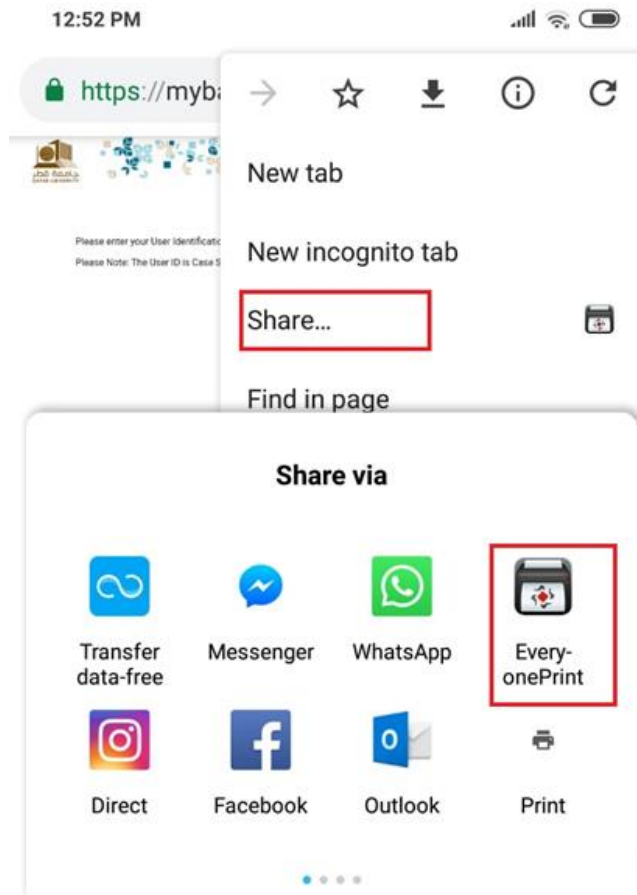 12:52 PM
https://myba
New tab
Please enter your User Identificatio
New incognito tab
Please Note: The User ID is Case S
Share...
Find in page
Share via
Transfer
data-free
Messenger
WhatsApp
Every-
onePrint
Direct
Facebook
Outlook
Print